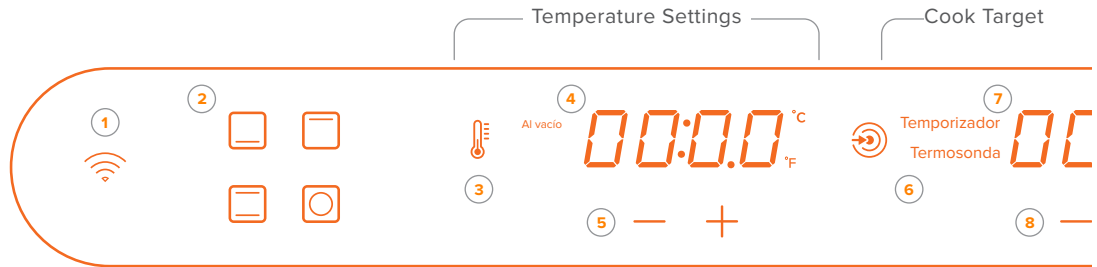 Temperature Settings
Cook Target
1
2
4
7
Al vacío
00:0.0
°C
°F
Temporizador
Termosonda
3
6
5
8